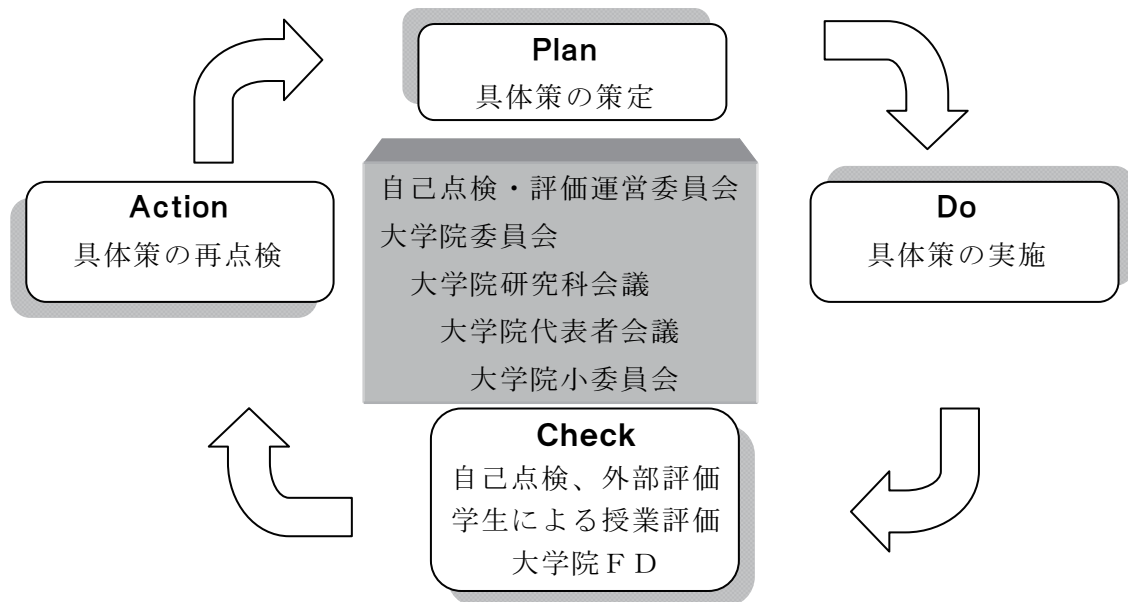 Plan
具体策の策定
Action
具体策の再点検
自己点検・評価運営委員会
大学院委員会
大学院研究科会議
大学院代表者会議
大学院小委員会
Do
具体策の実施
Check
自己点検、外部評価
学生による授業評価
大学院ＦＤ